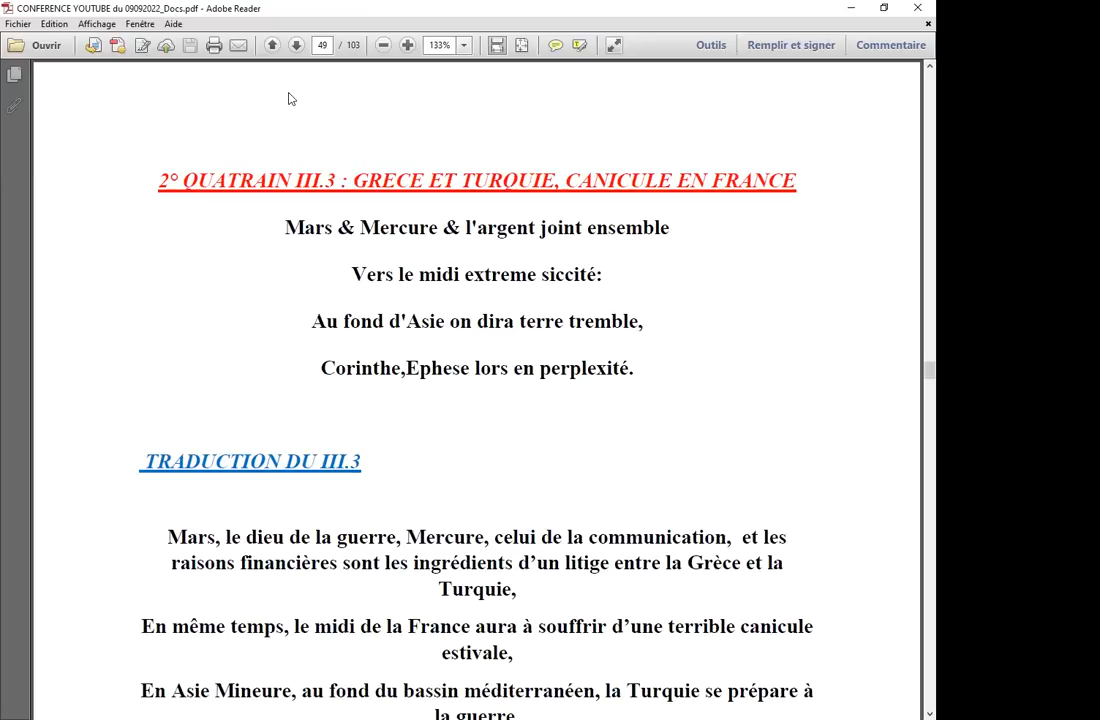 CONFERENCE YOUTUBE du 09092022_Docs.pdf - Adobe Reader
Fichier Edition Affichage Fenêtre Aide
Ouvrir 49 / 103 133% Outils Remplir et signer Commentaire
2° QUATRAIN III.3 : GRECE ET TURQUIE, CANICULE EN FRANCE
Mars & Mercure & l'argent joint ensemble
Vers le midi extreme siccité:
Au fond d'Asie on dira terre tremble,
Corinthe,Ephese lors en perplexité.
TRADUCTION DU III.3
Mars, le dieu de la guerre, Mercure, celui de la communication, et les
raisons financières sont les ingrédients d’un litige entre la Grèce et la
Turquie,
En même temps, le midi de la France aura à souffrir d’une terrible canicule
estivale,
En Asie Mineure, au fond du bassin méditerranéen, la Turquie se prépare à
la guerre